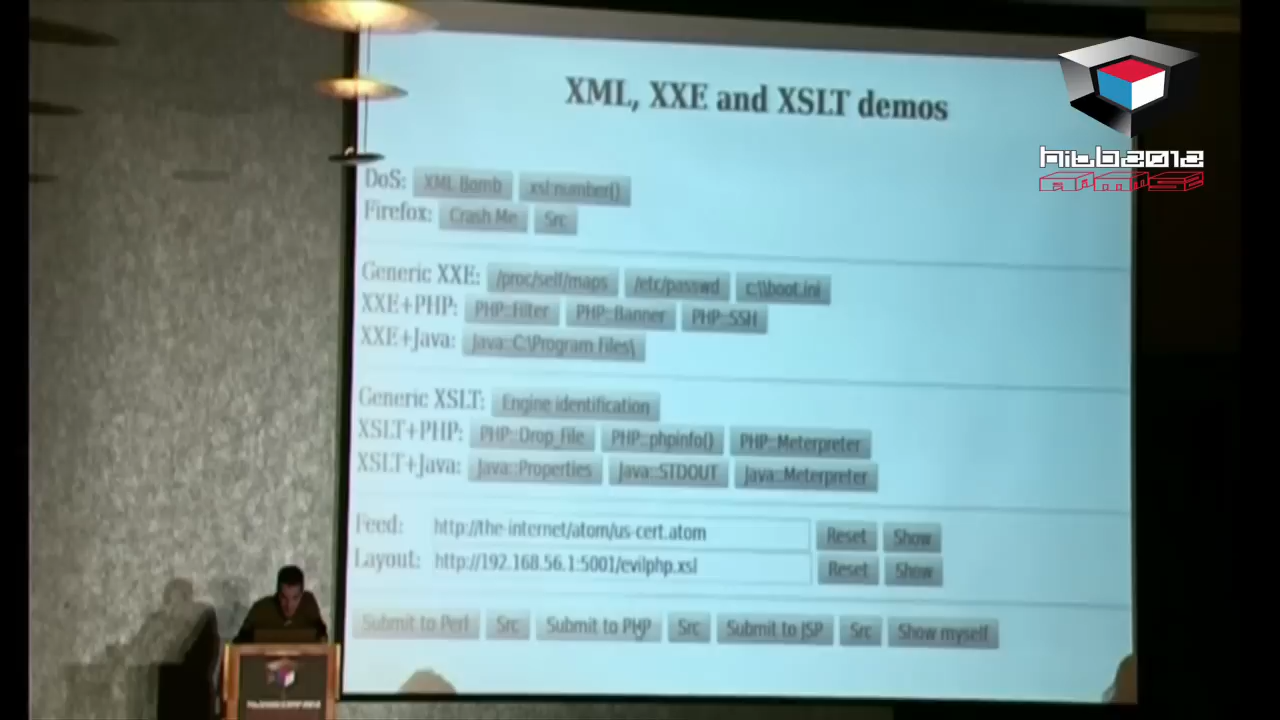 XML, XXE and XSLT demos
hitb2012
ams
DoS: XML Bomb xsl:number()
Firefox: Crash Me Src
Generic XXE: /proc/self/maps /etc/passwd c:\\boot.ini
XXE+PHP: PHP::Filter PHP::Banner PHP::SSH
XXE+Java: Java::C:\Program Files\
Generic XSLT: Engine identification
XSLT+PHP: PHP::Drop_File PHP::phpinfo() PHP::Meterpreter
XSLT+Java: Java::Properties Java::STDOUT Java::Meterpreter
Feed: http://the-internet/atom/us-cert.atom Reset Show
Layout: http://192.168.56.1:5001/evilphp.xsl Reset Show
Submit to Perl Src Submit to PHP Src Submit to JSP Src Show myself